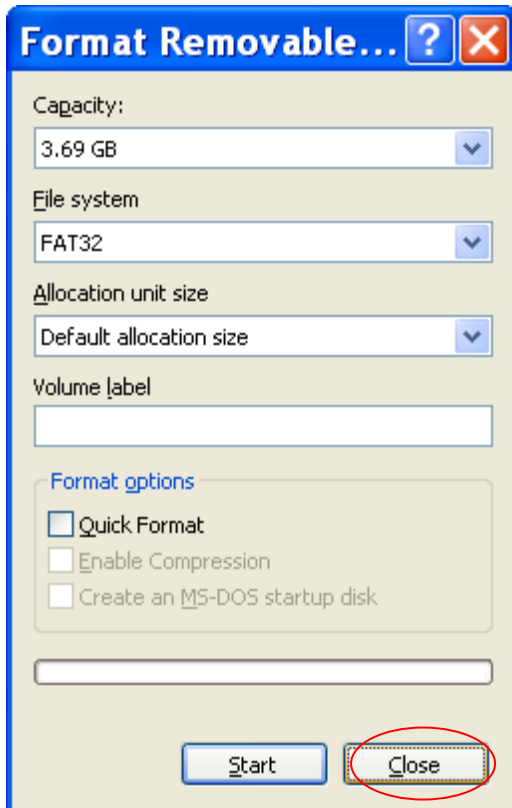 Format Removable... ?
Capacity:
3.69 GB
File system
FAT32
Allocation unit size
Default allocation size
Volume label
Format options
Quick Format
Enable Compression
Create an MS-DOS startup disk
Start Close